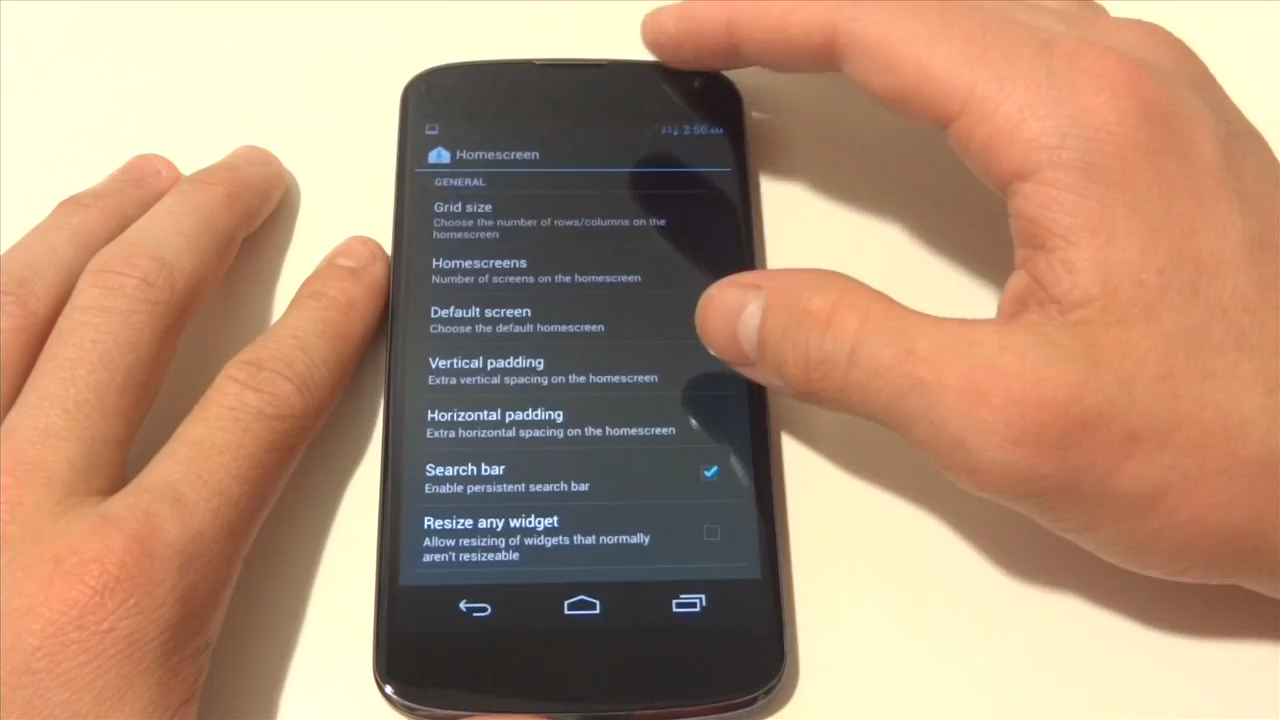 2:56 AM
Homescreen
GENERAL
Grid size
Choose the number of rows/columns on the
homescreen
Homescreens
Number of screens on the homescreen
Default screen
Choose the default homescreen
Vertical padding
Extra vertical spacing on the homescreen
Horizontal padding
Extra horizontal spacing on the homescreen
Search bar
Enable persistent search bar
Resize any widget
Allow resizing of widgets that normally
aren't resizeable